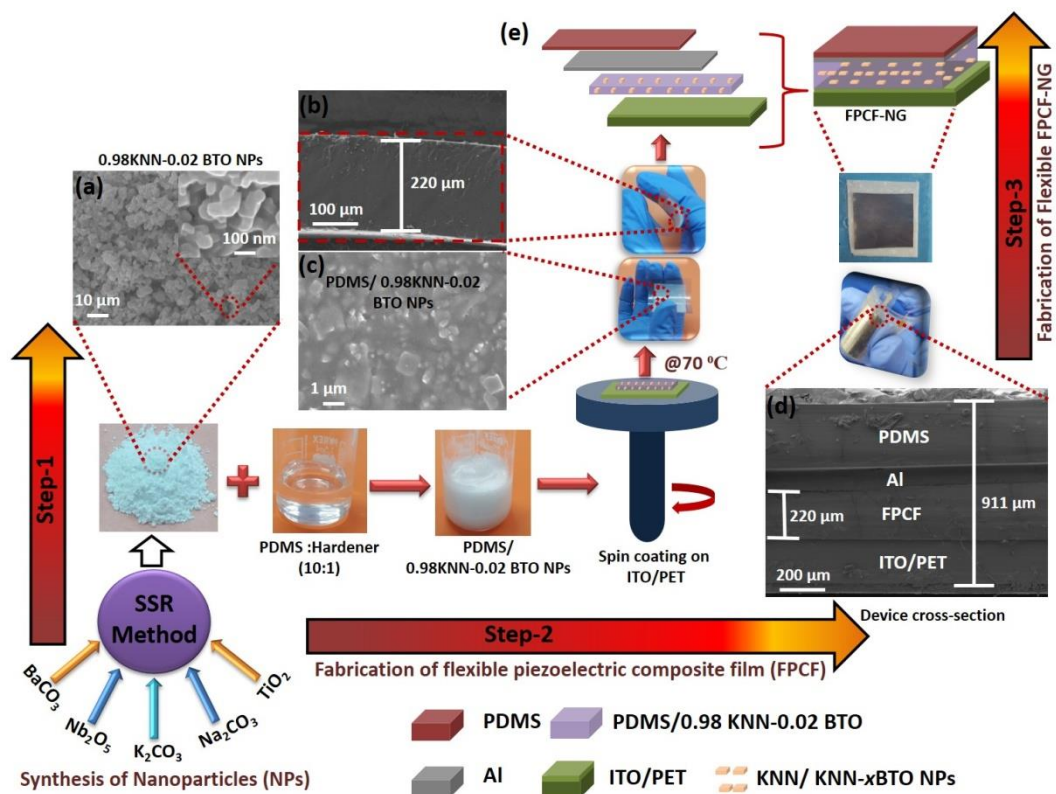 (e)
FPCF-NG
Step-3
Fabrication of Flexible FPCF-NG
(b)
220 µm
100 µm
0.98KNN-0.02 BTO NPs
(a)
100 nm
10 µm
(c)
PDMS/ 0.98KNN-0.02
BTO NPs
1 µm
@70 ⁰C
(d)
PDMS
Al
911 µm
220 µm
FPCF
ITO/PET
200 µm
Device cross-section
Step-1
PDMS :Hardener
(10:1)
PDMS/
0.98KNN-0.02 BTO NPs
Spin coating on
ITO/PET
SSR
Method
BaCO₃
Nb₂O₅
K₂CO₃
Na₂CO₃
TiO₂
Synthesis of Nanoparticles (NPs)
Step-2
Fabrication of flexible piezoelectric composite film (FPCF)
PDMS
PDMS/0.98 KNN-0.02 BTO
Al
ITO/PET
KNN/ KNN-xBTO NPs